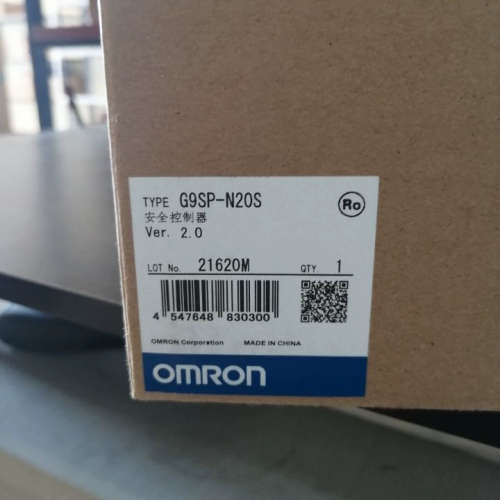 TYPE G9SP-N20S Ro
安全控制器
Ver. 2.0
LOT No. 21620M QTY 1
4 547648 830300
OMRON Corporation MADE IN CHINA
OMRON